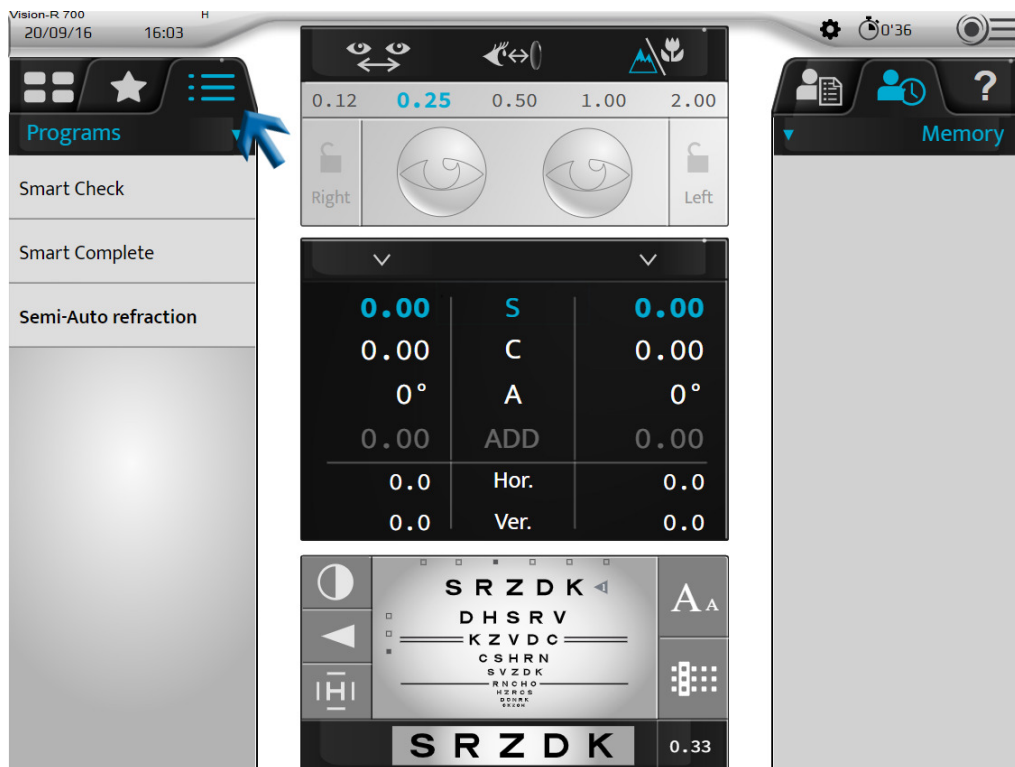 Vision-R 700
H
20/09/16 16:03
0'36
0.12 0.25 0.50 1.00 2.00
?
Programs
Memory
Smart Check
Smart Complete
Semi-Auto refraction
Right
Left
0.00 S 0.00
0.00 C 0.00
0° A 0°
0.00 ADD 0.00
0.0 Hor. 0.0
0.0 Ver. 0.0
S R Z D K
D H S R V
K Z V D C
C S H R N
S V Z D K
R N C H O
H Z R C S
A A
H
S R Z D K
0.33